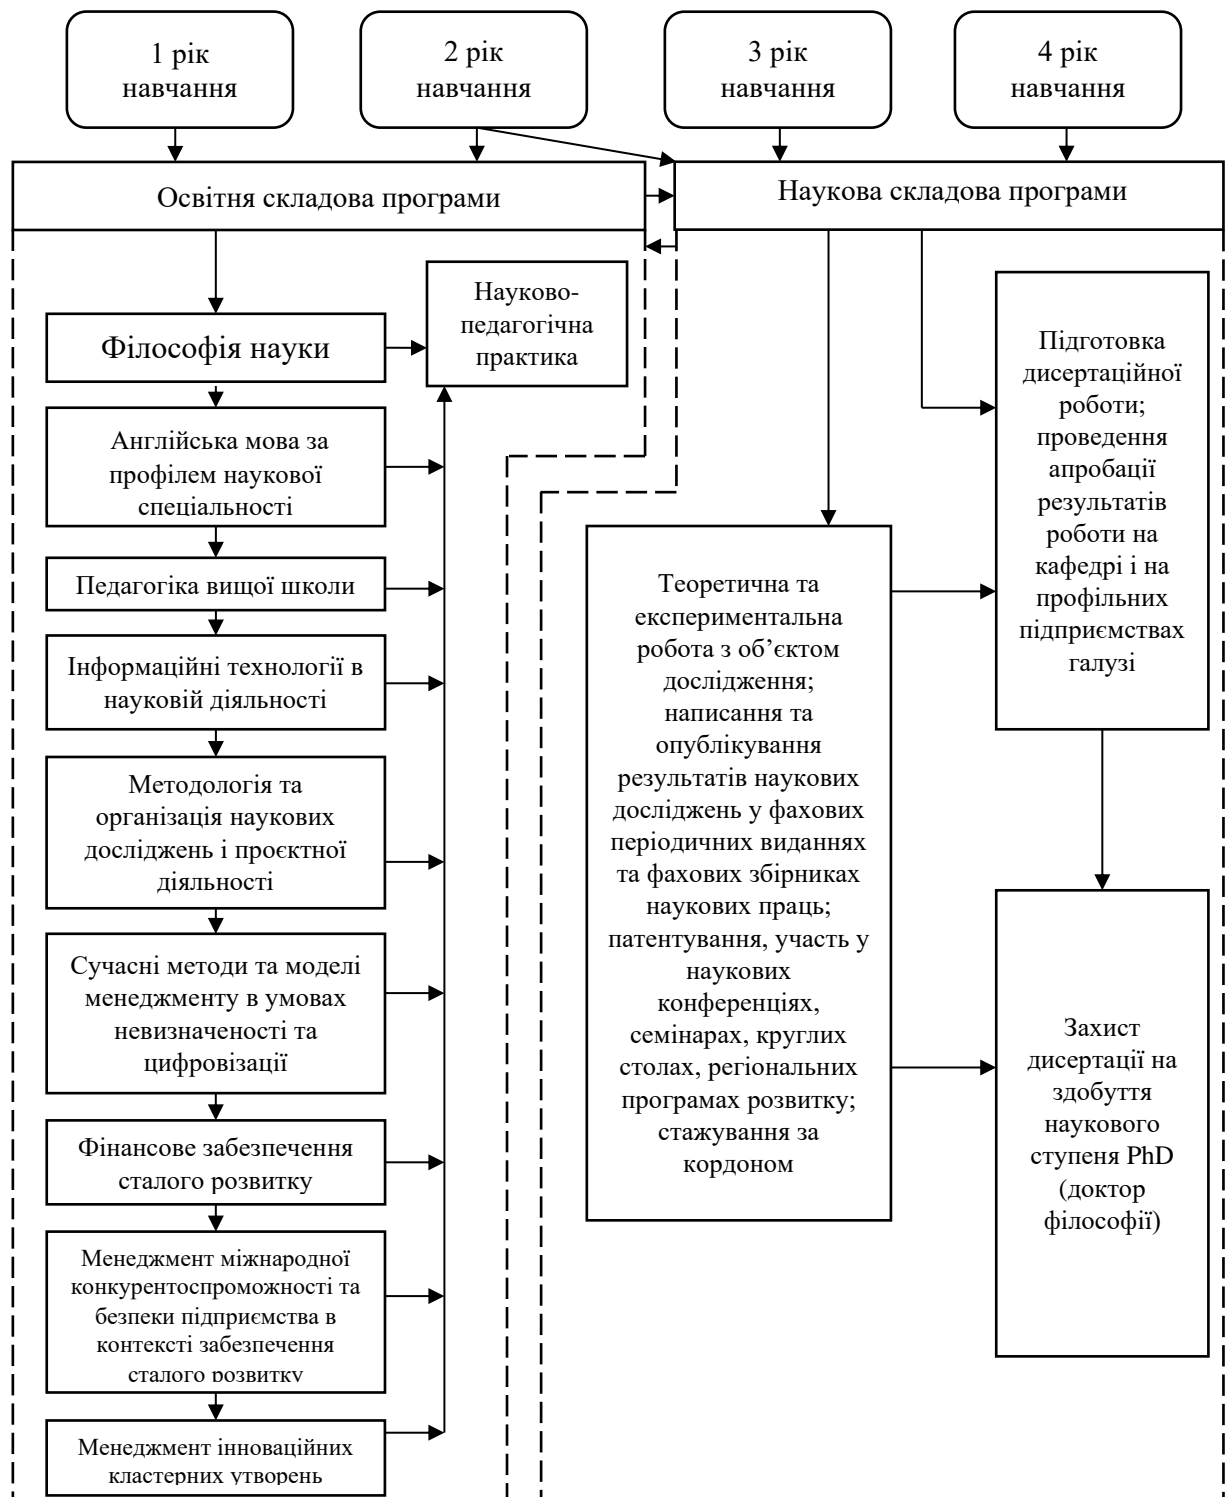 1 рік
навчання
2 рік
навчання
3 рік
навчання
4 рік
навчання
Освітня складова програми
Наукова складова програми
Філософія науки
Науково-
педагогічна
практика
Англійська мова за
профілем наукової
спеціальності
Педагогіка вищої школи
Інформаційні технології в
науковій діяльності
Методологія та
організація наукових
досліджень і проєктної
діяльності
Сучасні методи та моделі
менеджменту в умовах
невизначеності та
цифровізації
Фінансове забезпечення
сталого розвитку
Менеджмент міжнародної
конкурентоспроможності та
безпеки підприємства в
контексті забезпечення
сталого розвитку
Менеджмент інноваційних
кластерних утворень
Теоретична та
експериментальна
робота з об’єктом
дослідження;
написання та
опублікування
результатів наукових
досліджень у фахових
періодичних виданнях
та фахових збірниках
наукових праць;
патентування, участь у
наукових
конференціях,
семінарах, круглих
столах, регіональних
програмах розвитку;
стажування за
кордоном
Підготовка
дисертаційної
роботи;
проведення
апробації
результатів
роботи на
кафедрі і на
профільних
підприємствах
галузі
Захист
дисертації на
здобуття
наукового
ступеня PhD
(доктор
філософії)